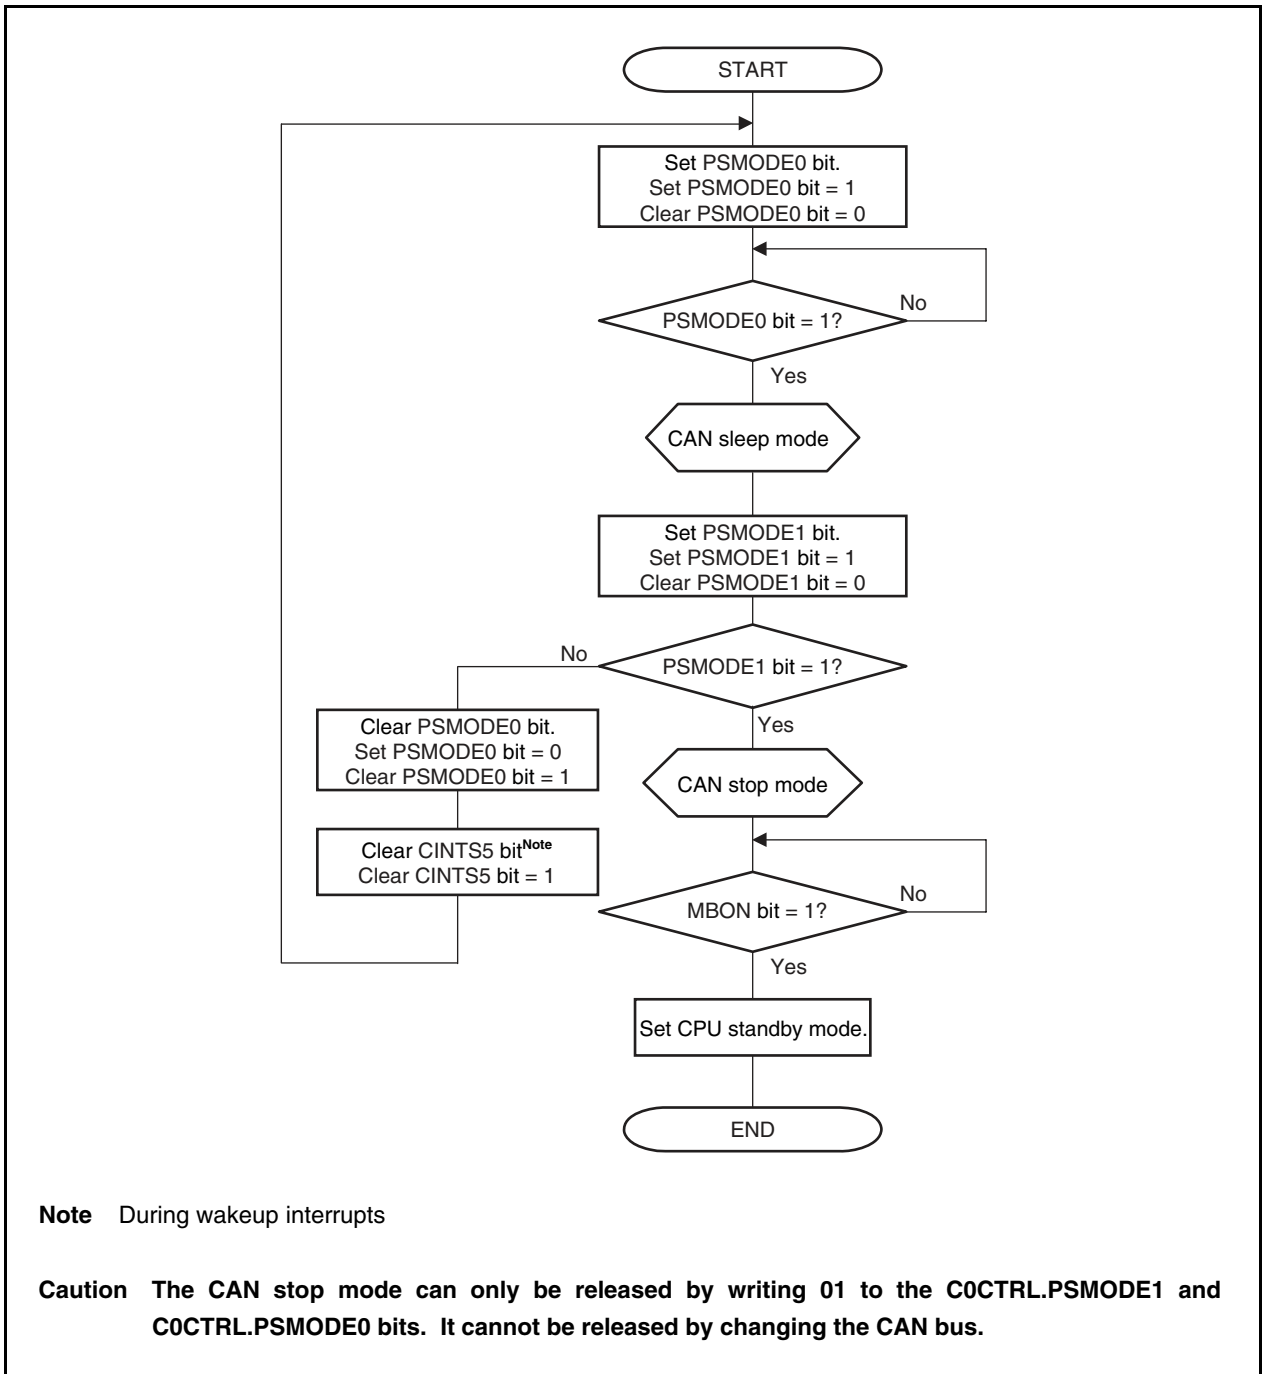 START
Set PSMODE0 bit.
Set PSMODE0 bit = 1
Clear PSMODE0 bit = 0
PSMODE0 bit = 1?
No
Yes
CAN sleep mode
Set PSMODE1 bit.
Set PSMODE1 bit = 1
Clear PSMODE1 bit = 0
PSMODE1 bit = 1?
No
Yes
Clear PSMODE0 bit.
Set PSMODE0 bit = 0
Clear PSMODE0 bit = 1
CAN stop mode
Clear CINTS5 bitNote
Clear CINTS5 bit = 1
MBON bit = 1?
No
Yes
Set CPU standby mode.
END
Note During wakeup interrupts
Caution The CAN stop mode can only be released by writing 01 to the C0CTRL.PSMODE1 and
C0CTRL.PSMODE0 bits. It cannot be released by changing the CAN bus.